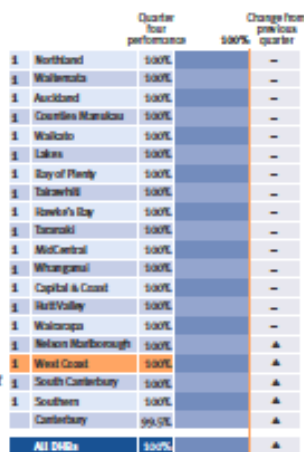 Quarter four performance 100% Change from previous quarter
1 Northland 100% –
1 Waitemata 100% –
1 Auckland 100% –
1 Counties Manukau 100% –
1 Waikato 100% –
1 Lakes 100% –
1 Bay of Plenty 100% –
1 Tairawhiti 100% –
1 Hawke's Bay 100% –
1 Taranaki 100% –
1 MidCentral 100% –
1 Whanganui 100% –
1 Capital & Coast 100% –
1 Hutt Valley 100% –
1 Wairarapa 100% –
1 Nelson Marlborough 100% ▲
1 West Coast 100% ▲
1 South Canterbury 100% ▲
1 Southern 100% ▲
Canterbury 99.5% ▲
All DHBs 100% ▲